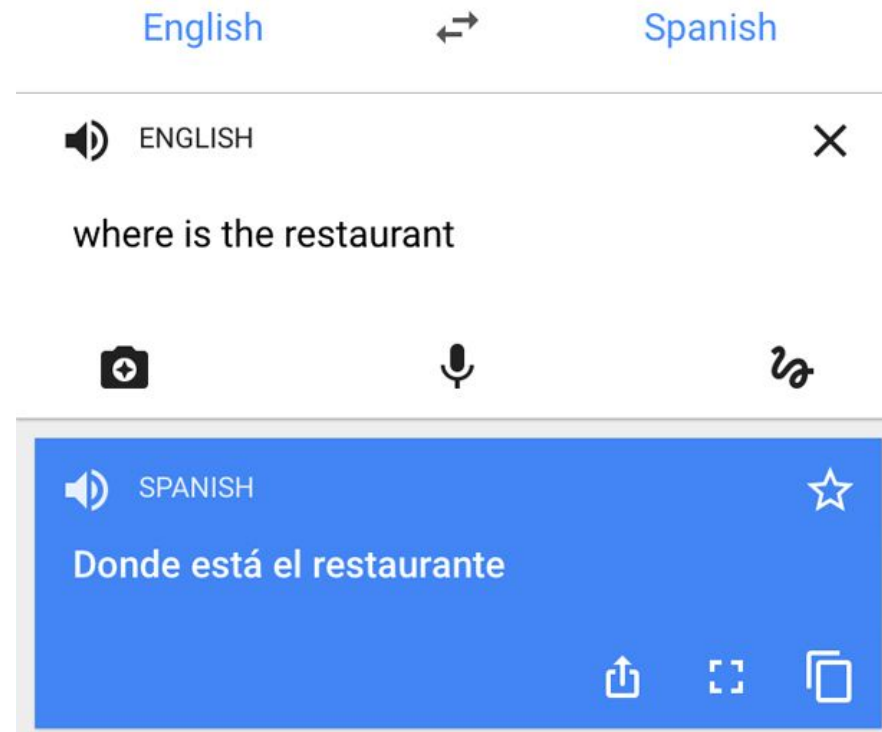 English Spanish
ENGLISH
where is the restaurant
SPANISH
Donde está el restaurante